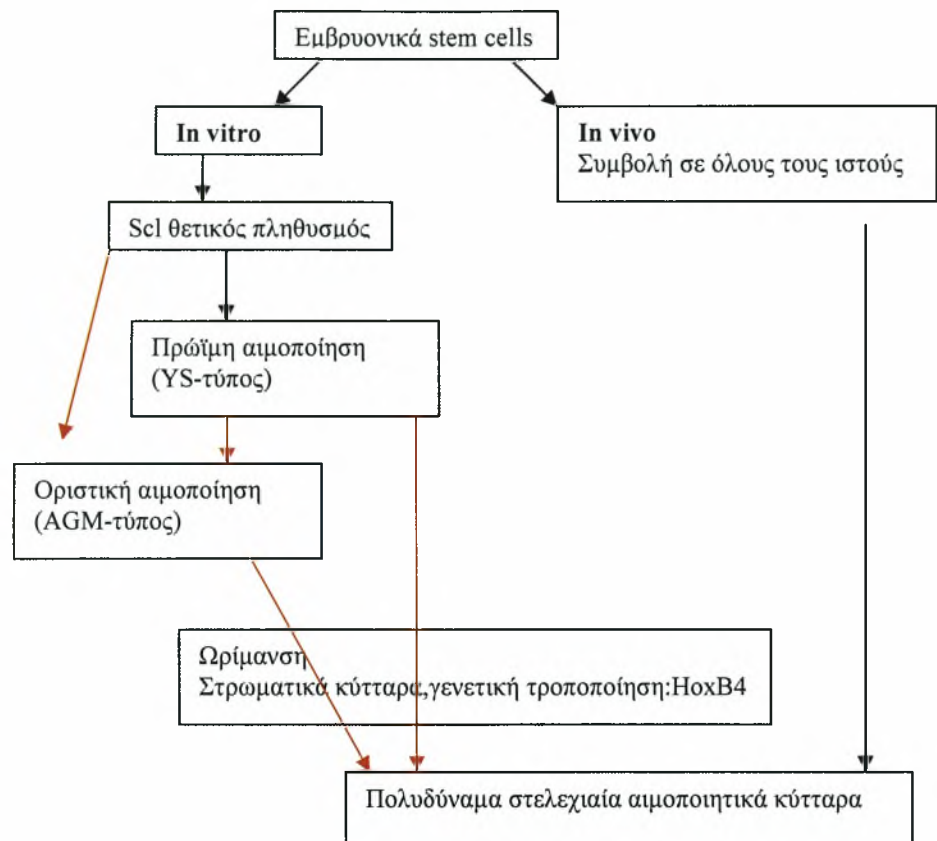 Εμβρυονικά stem cells
In vitro
In vivo
Συμβολή σε όλους τους ιστούς
Scl θετικός πληθυσμός
Πρώϊμη αιμοποίηση
(YS-τύπος)
Οριστική αιμοποίηση
(AGM-τύπος)
Ωρίμανση
Στρωματικά κύτταρα,γενετική τροποποίηση:HoxB4
Πολυδύναμα στελεχιαία αιμοποιητικά κύτταρα